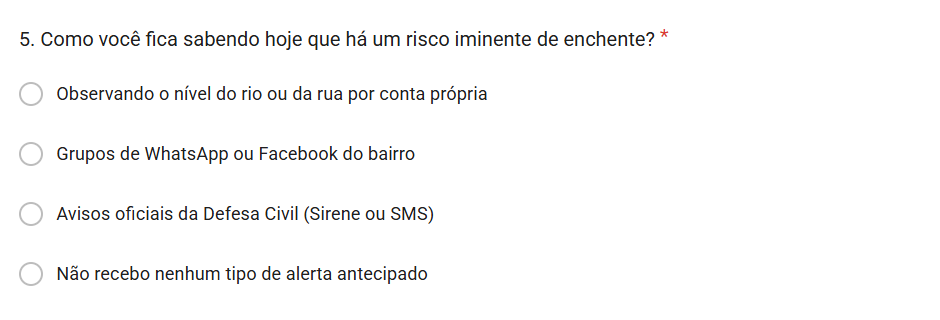 5. Como você fica sabendo hoje que há um risco iminente de enchente? *
Observando o nível do rio ou da rua por conta própria
Grupos de WhatsApp ou Facebook do bairro
Avisos oficiais da Defesa Civil (Sirene ou SMS)
Não recebo nenhum tipo de alerta antecipado